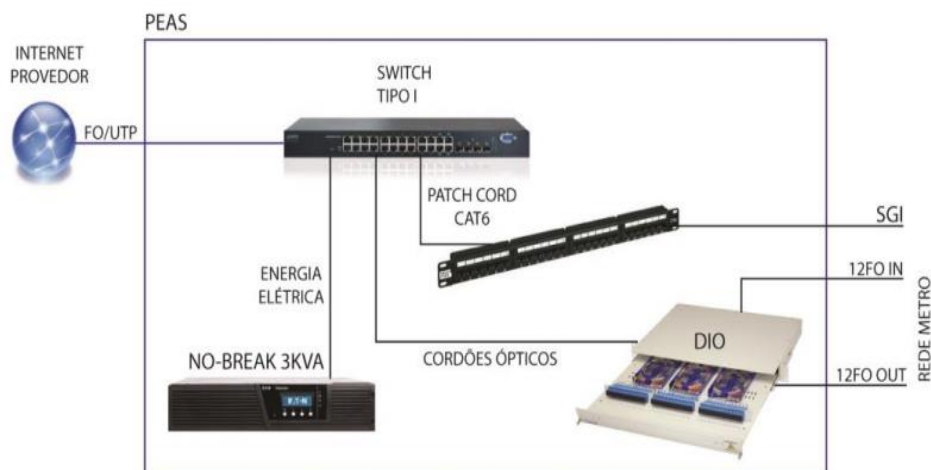 PEAS
INTERNET
PROVEDOR
SWITCH
TIPO I
FO/UTP
PATCH CORD
CAT6
SGI
ENERGIA
ELÉTRICA
12FO IN
DIO
REDE METRO
NO-BREAK 3KVA
CORDÕES ÓPTICOS
12FO OUT